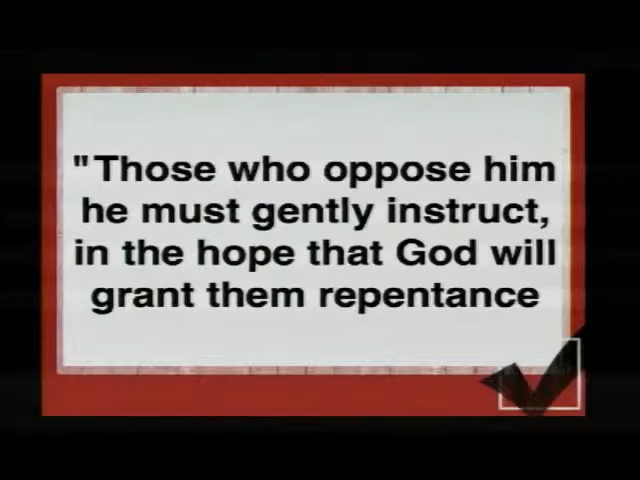 "Those who oppose him
he must gently instruct,
in the hope that God will
grant them repentance